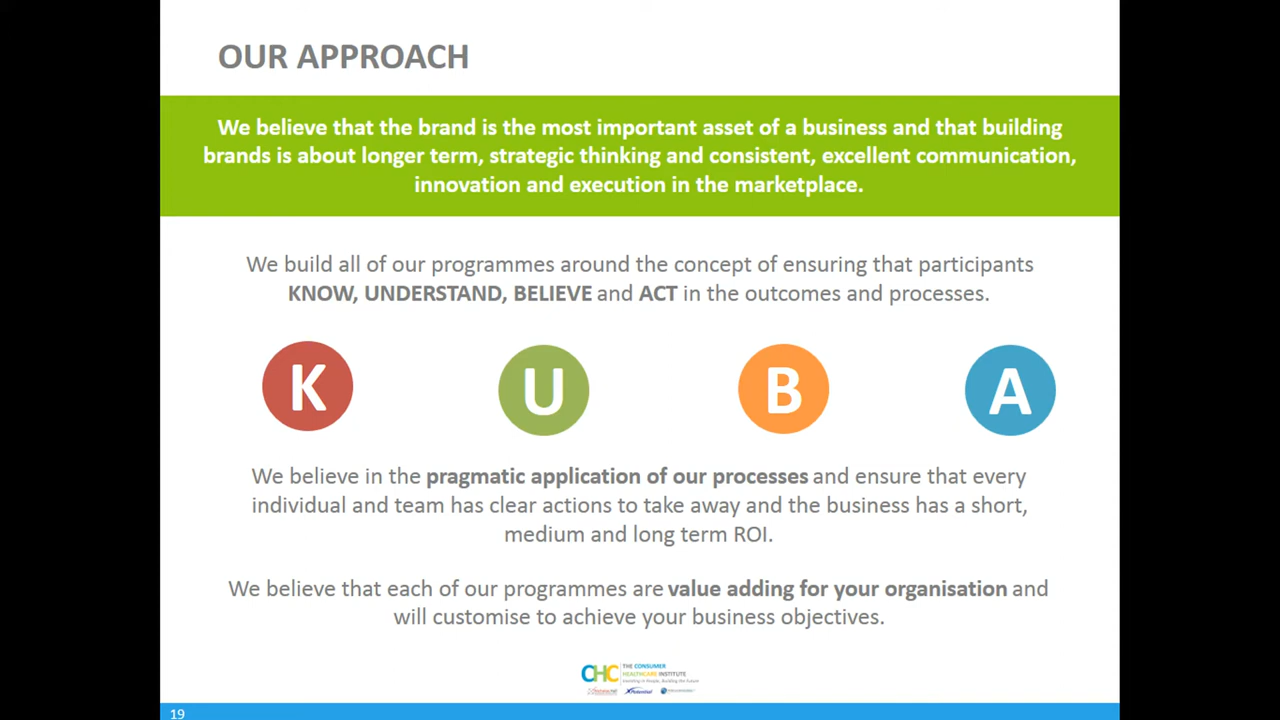 OUR APPROACH
We believe that the brand is the most important asset of a business and that building
brands is about longer term, strategic thinking and consistent, excellent communication,
innovation and execution in the marketplace.
We build all of our programmes around the concept of ensuring that participants
KNOW, UNDERSTAND, BELIEVE and ACT in the outcomes and processes.
K U B A
We believe in the pragmatic application of our processes and ensure that every
individual and team has clear actions to take away and the business has a short,
medium and long term ROI.
We believe that each of our programmes are value adding for your organisation and
will customise to achieve your business objectives.
CHC
THE CONSUMER
HEALTHCARE INSTITUTE
Investing in People, Building the Future
19